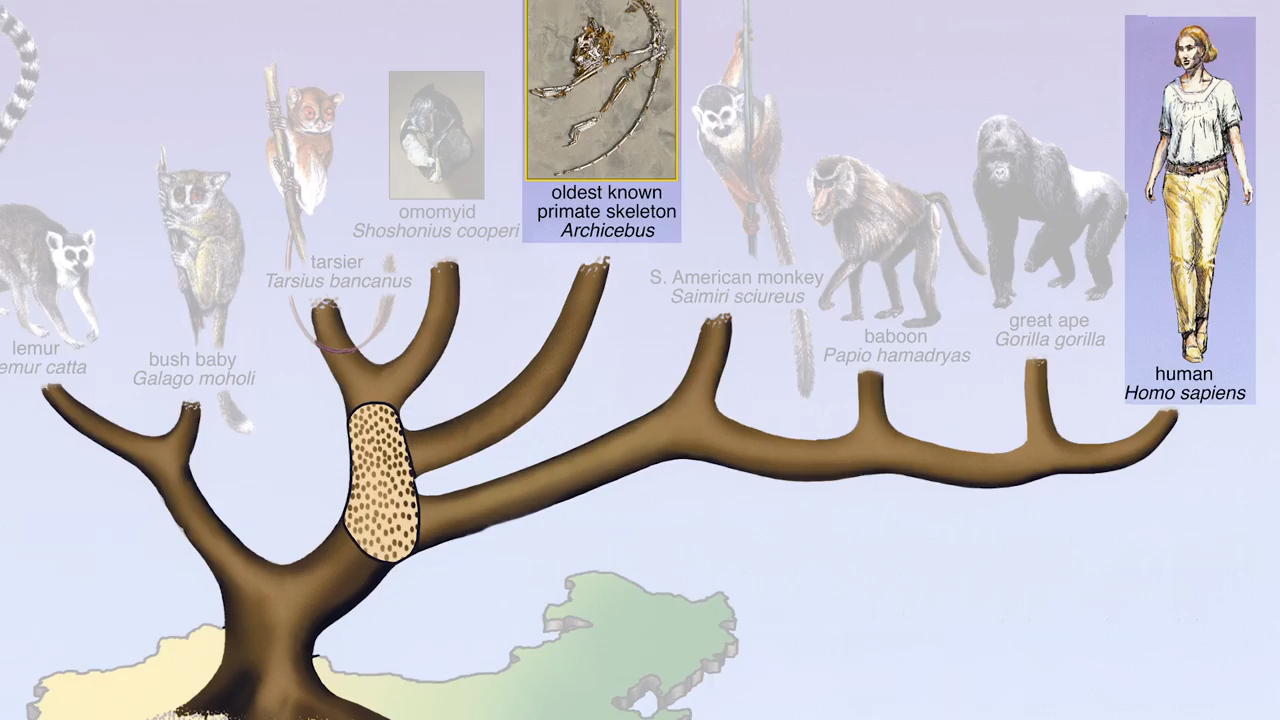 lemur
emur catta
bush baby
Galago moholi
tarsier
Tarsius bancanus
omomyid
Shoshonius cooperi
oldest known
primate skeleton
Archicebus
S. American monkey
Saimiri sciureus
baboon
Papio hamadryas
great ape
Gorilla gorilla
human
Homo sapiens